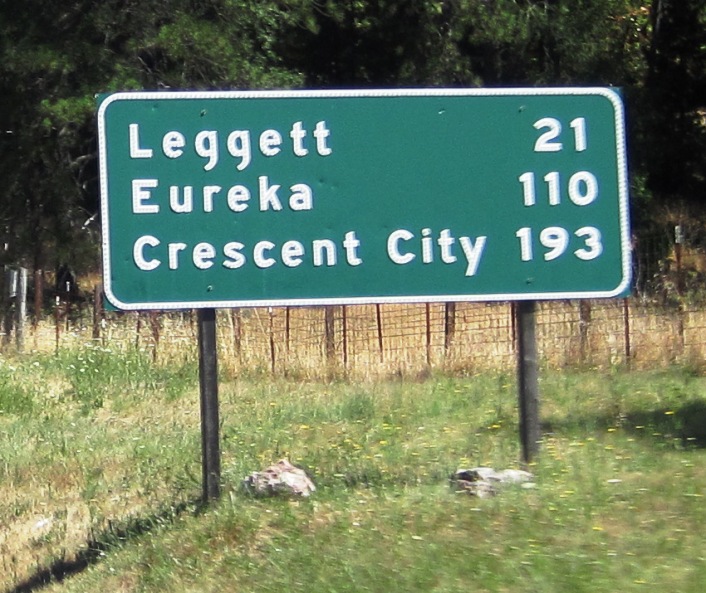 Leggett 21
Eureka 110
Crescent City 193